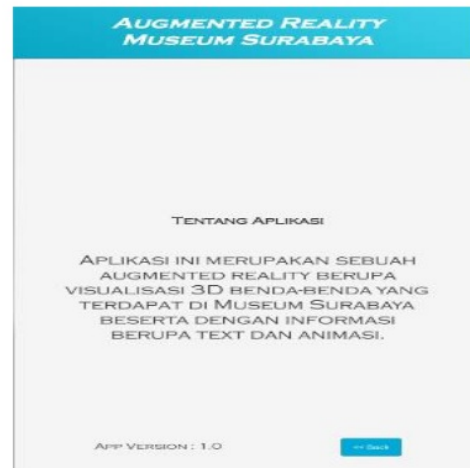 Augmented Reality
Museum Surabaya
Tentang Aplikasi
Aplikasi ini merupakan sebuah
augmented reality berupa
visualisasi 3D benda-benda yang
terdapat di Museum Surabaya
beserta dengan informasi
berupa text dan animasi.
App Version : 1.0
<< Back